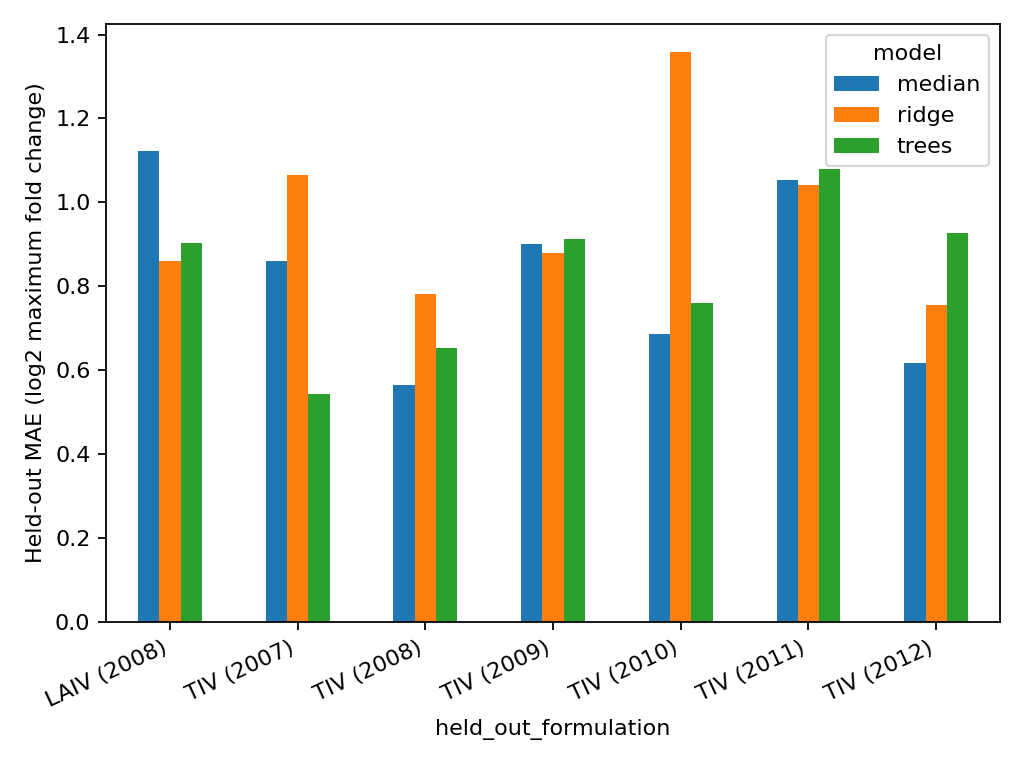 Held-out MAE (log2 maximum fold change)
1.4
1.2
1.0
0.8
0.6
0.4
0.2
0.0
model
median
ridge
trees
LAIV (2008)
TIV (2007)
TIV (2008)
TIV (2009)
TIV (2010)
TIV (2011)
TIV (2012)
held_out_formulation